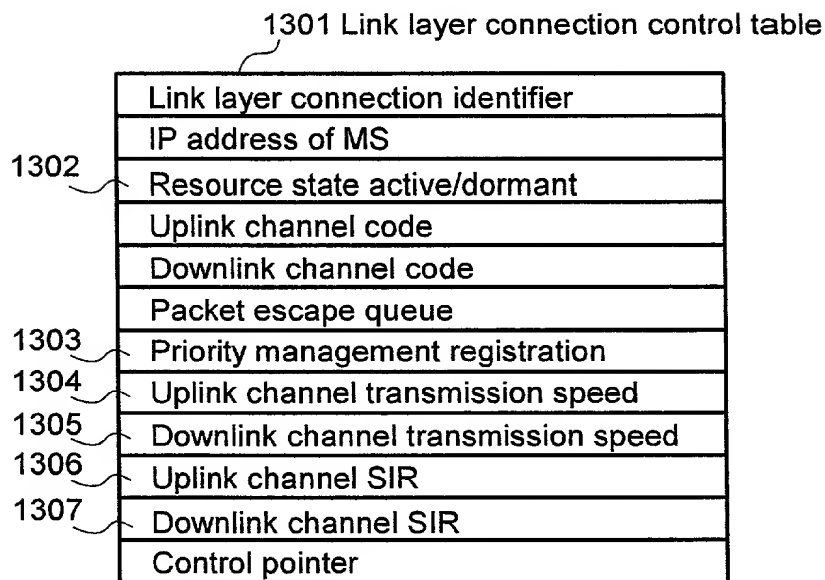 1301 Link layer connection control table
Link layer connection identifier
IP address of MS
1302 Resource state active/dormant
Uplink channel code
Downlink channel code
Packet escape queue
1303 Priority management registration
1304 Uplink channel transmission speed
1305 Downlink channel transmission speed
1306 Uplink channel SIR
1307 Downlink channel SIR
Control pointer